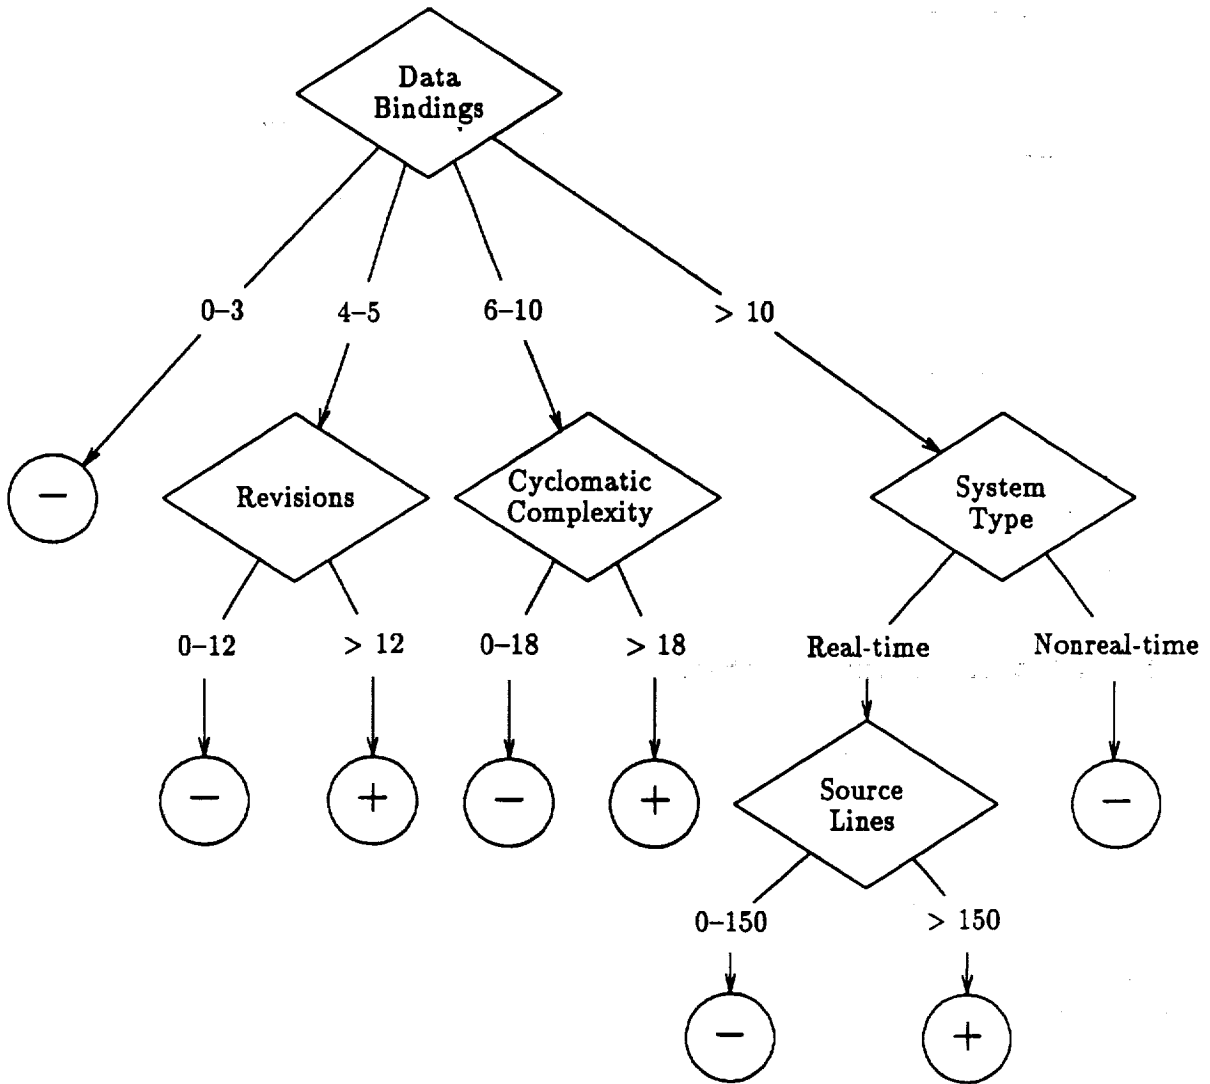 Data
Bindings
0–3
4–5
6–10
> 10
−
Revisions
Cyclomatic
Complexity
System
Type
0–12
> 12
0–18
> 18
Real-time
Nonreal-time
−
+
−
+
Source
Lines
−
0–150
> 150
−
+